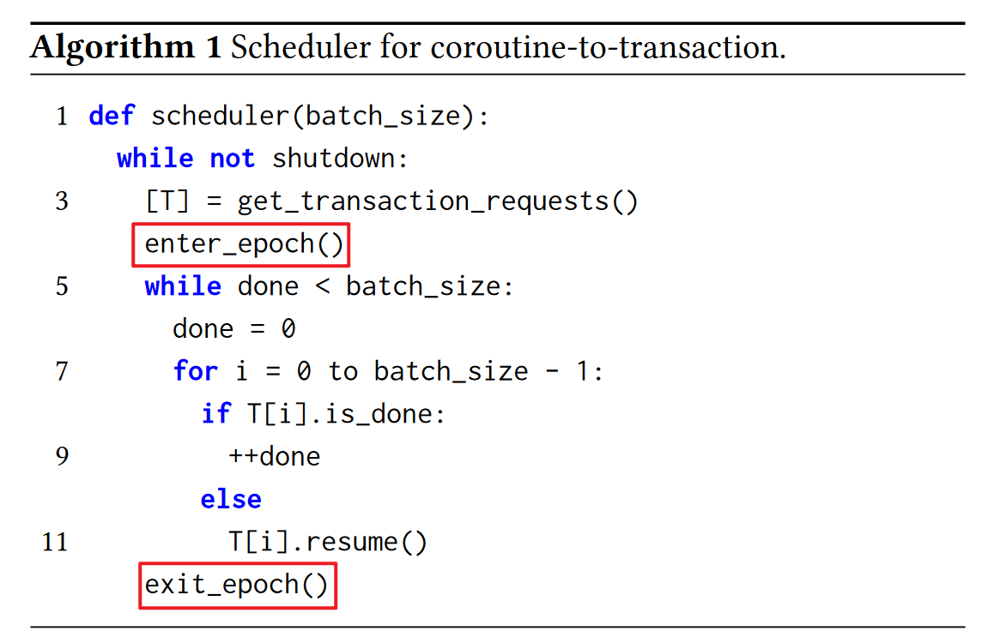 Algorithm 1 Scheduler for coroutine-to-transaction.
1 def scheduler(batch_size):
while not shutdown:
3 [T] = get_transaction_requests()
enter_epoch()
5 while done < batch_size:
done = 0
7 for i = 0 to batch_size - 1:
if T[i].is_done:
9 ++done
else
11 T[i].resume()
exit_epoch()